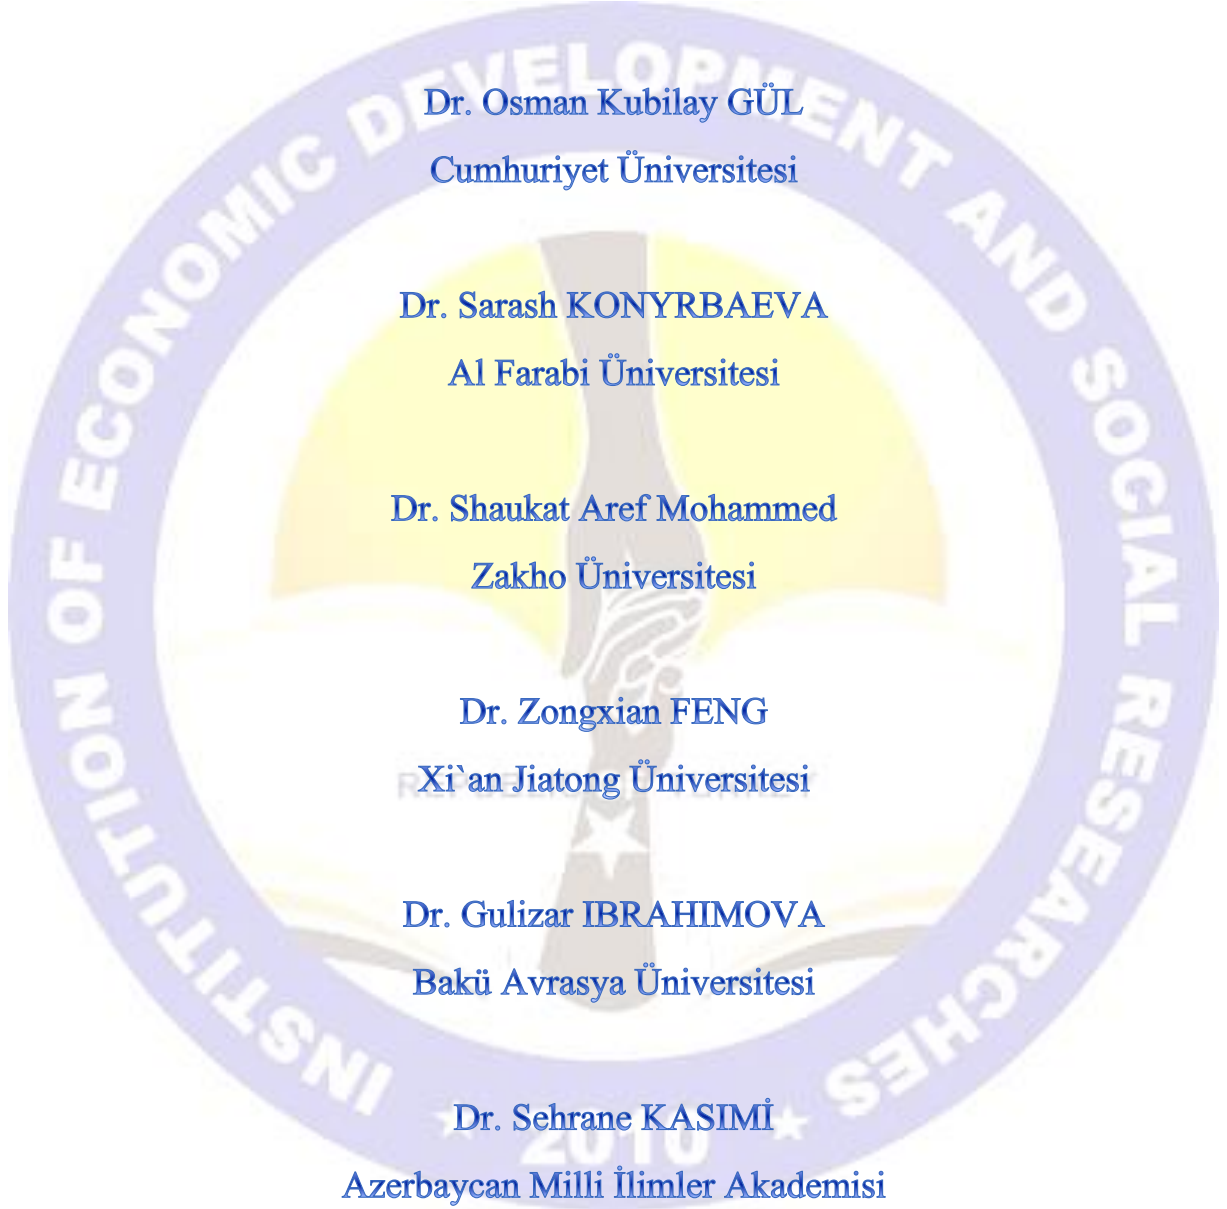 Dr. Osman Kubilay GÜL
Cumhuriyet Üniversitesi
Dr. Sarash KONYRBAEVA
Al Farabi Üniversitesi
Dr. Shaukat Aref Mohammed
Zakho Üniversitesi
Dr. Zongxian FENG
Xi`an Jiatong Üniversitesi
Dr. Gulizar IBRAHIMOVA
Bakü Avrasya Üniversitesi
Dr. Sehrane KASIMİ
Azerbaycan Milli İlimler Akademisi
INSTITUTION OF ECONOMIC DEVELOPMENT AND SOCIAL RESEARCHES
2010